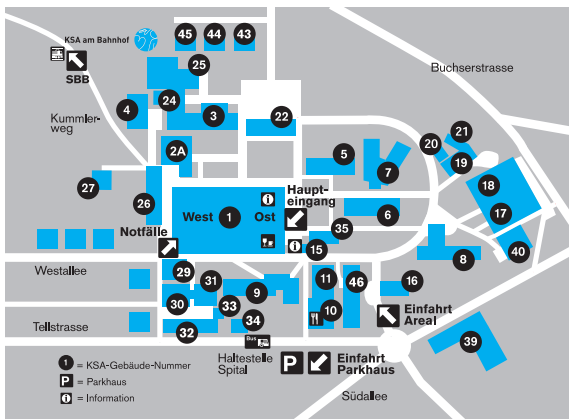 KSA am Bahnhof
45
44
43
SBB
25
Buchserstrasse
4
24
3
22
Kummler-
weg
2A
5
7
20
21
19
18
17
27
26
Haupt-
eingang
6
West
1
Ost
i
Notfälle
35
i
15
8
40
Westallee
29
31
9
11
46
16
30
33
10
Einfahrt
Areal
Tellstrasse
32
34
Bus
39
Haltestelle
Spital
P
Einfahrt
Parkhaus
Südallee
1 = KSA-Gebäude-Nummer
P = Parkhaus
i = Information